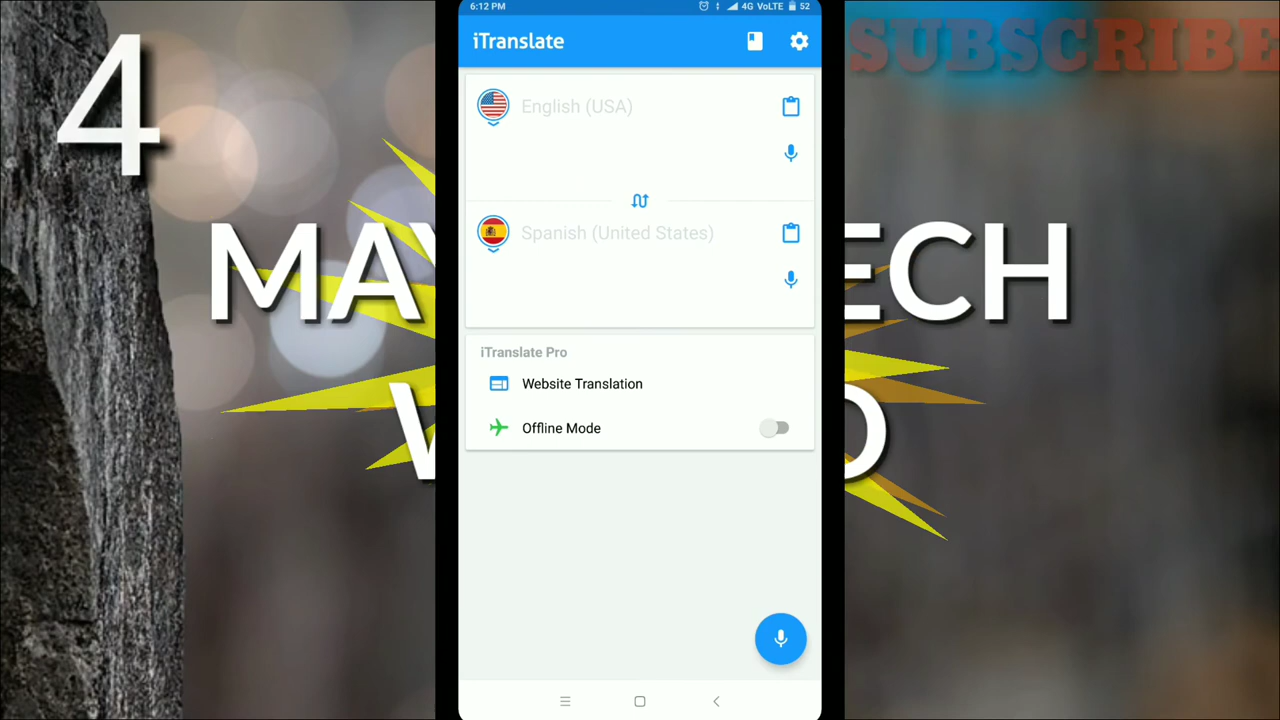 4
SUBSCRIBE
6:12 PM
4G VoLTE 52
iTranslate
English (USA)
Spanish (United States)
iTranslate Pro
Website Translation
Offline Mode
ECH